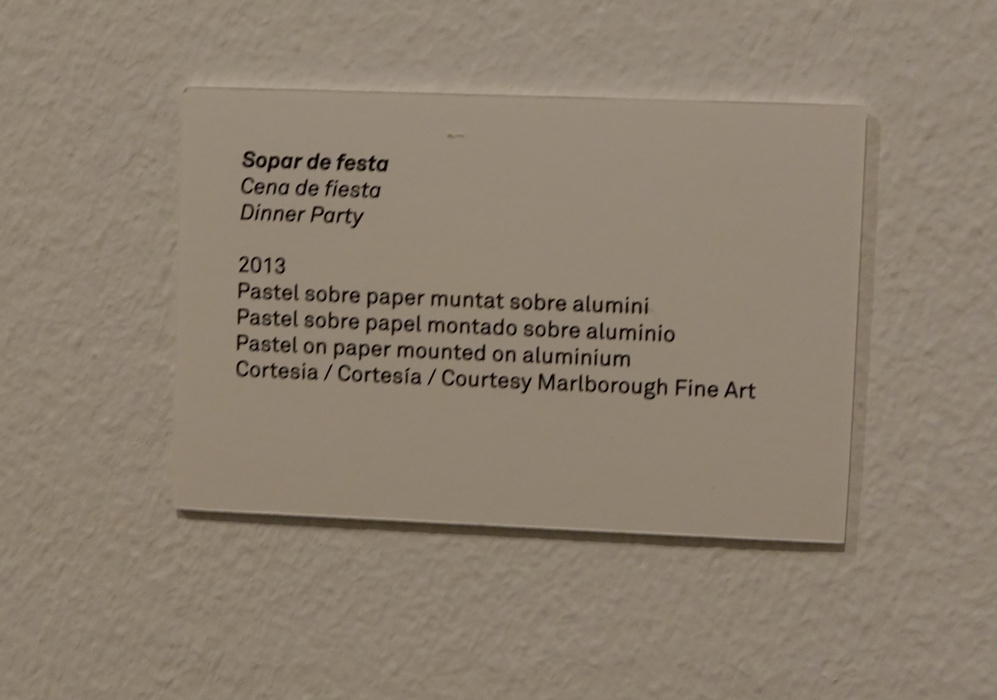 Sopar de festa
Cena de fiesta
Dinner Party
2013
Pastel sobre paper muntat sobre alumini
Pastel sobre papel montado sobre aluminio
Pastel on paper mounted on aluminium
Cortesia / Cortesía / Courtesy Marlborough Fine Art